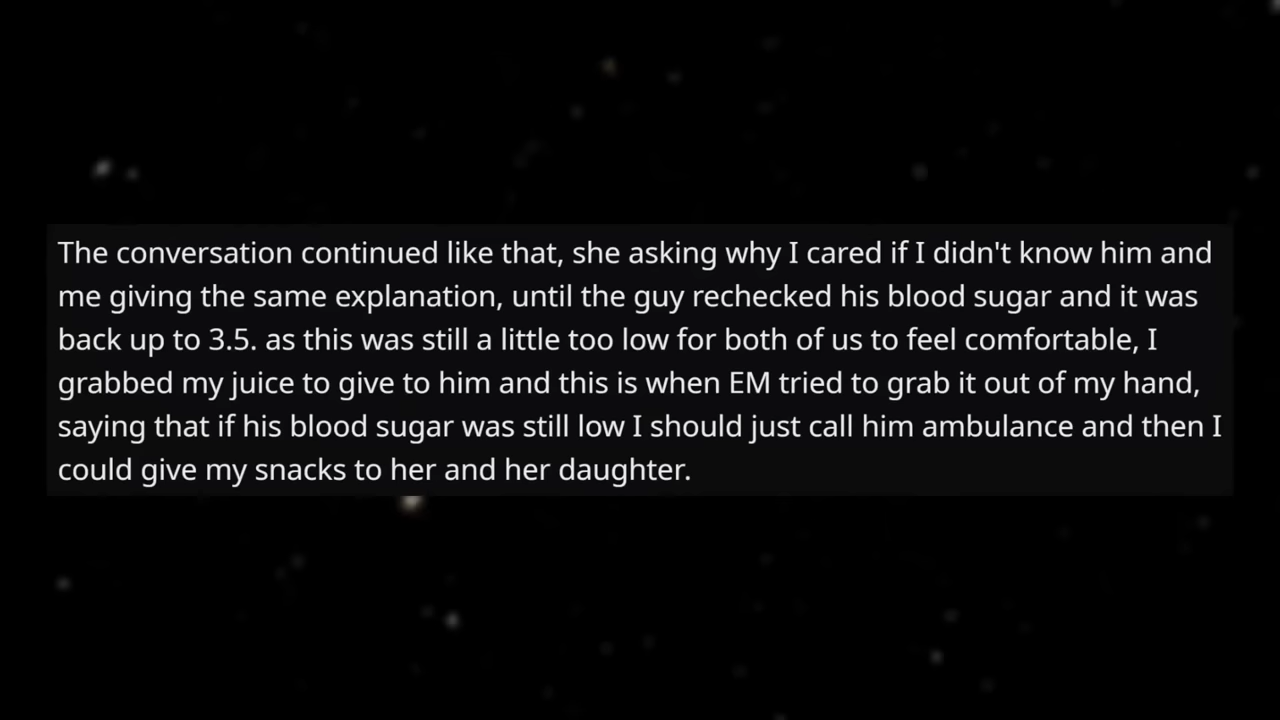 The conversation continued like that, she asking why I cared if I didn't know him and
me giving the same explanation, until the guy rechecked his blood sugar and it was
back up to 3.5. as this was still a little too low for both of us to feel comfortable, I
grabbed my juice to give to him and this is when EM tried to grab it out of my hand,
saying that if his blood sugar was still low I should just call him ambulance and then I
could give my snacks to her and her daughter.